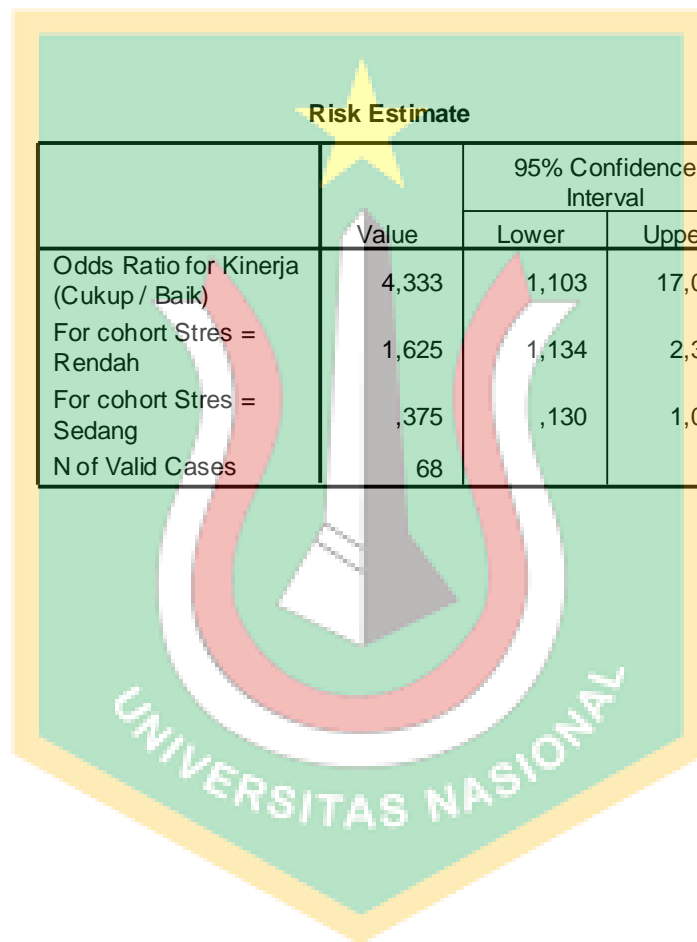 Risk Estimate
95% Confidence
Interval
Value Lower
Odds Ratio for Kinerja
(Cukup / Baik) 4,333 1,103
For cohort Stres =
Rendah 1,625 1,134
For cohort Stres =
Sedang ,375 ,130
N of Valid Cases 68
UNIVERSITAS NASIONAL